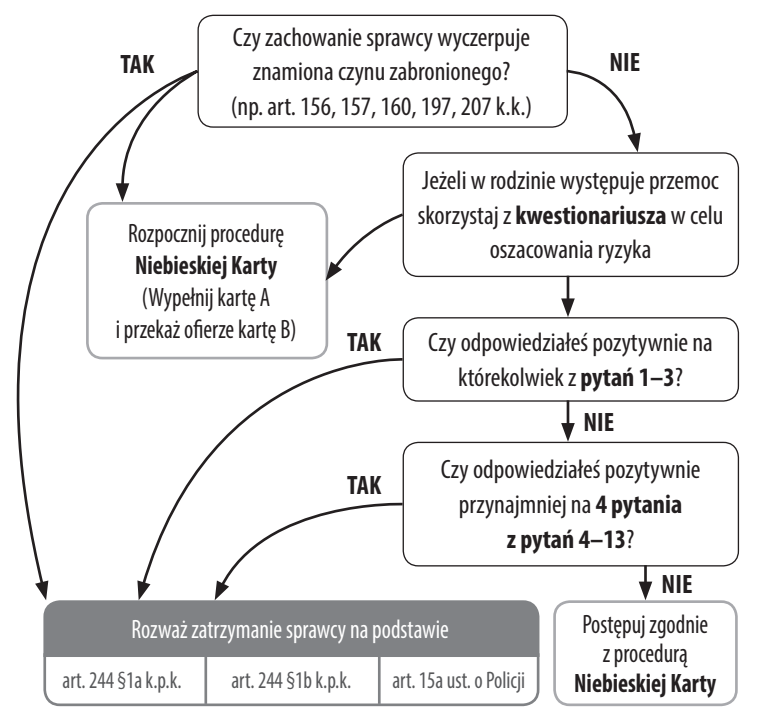 Czy zachowanie sprawcy wyczerpuje
znamiona czynu zabronionego?
(np. art. 156, 157, 160, 197, 207 k.k.)
TAK
NIE
Jeżeli w rodzinie występuje przemoc
skorzystaj z kwestionariusza w celu
oszacowania ryzyka
Rozpocznij procedurę
Niebieskiej Karty
(Wypełnij kartę A
i przekaż ofierze kartę B)
TAK
Czy odpowiedziałeś pozytywnie na
którekolwiek z pytań 1–3?
NIE
TAK
Czy odpowiedziałeś pozytywnie
przynajmniej na 4 pytania
z pytań 4–13?
NIE
Rozważ zatrzymanie sprawcy na podstawie
art. 244 §1a k.p.k.
art. 244 §1b k.p.k.
art. 15a ust. o Policji
Postępuj zgodnie
z procedurą
Niebieskiej Karty